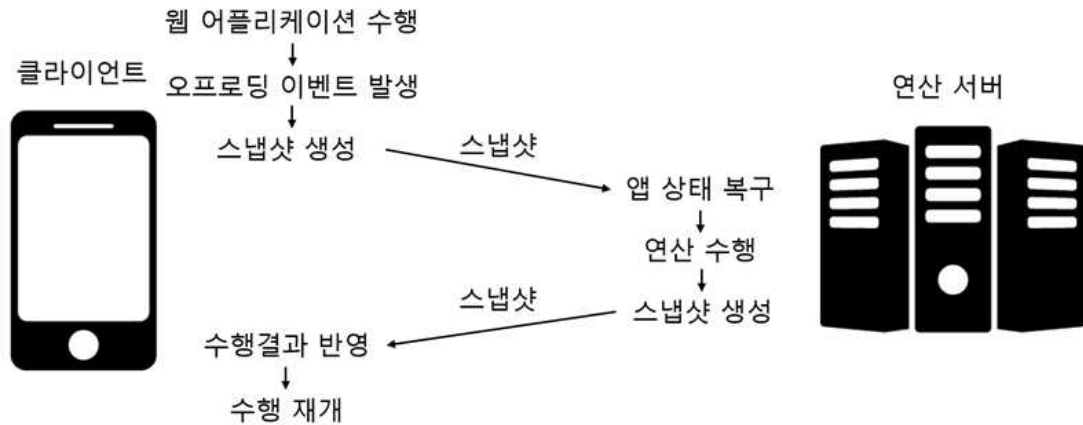 웹 어플리케이션 수행
클라이언트
오프로딩 이벤트 발생
연산 서버
스냅샷 생성
스냅샷
앱 상태 복구
연산 수행
스냅샷
스냅샷 생성
수행결과 반영
수행 재개